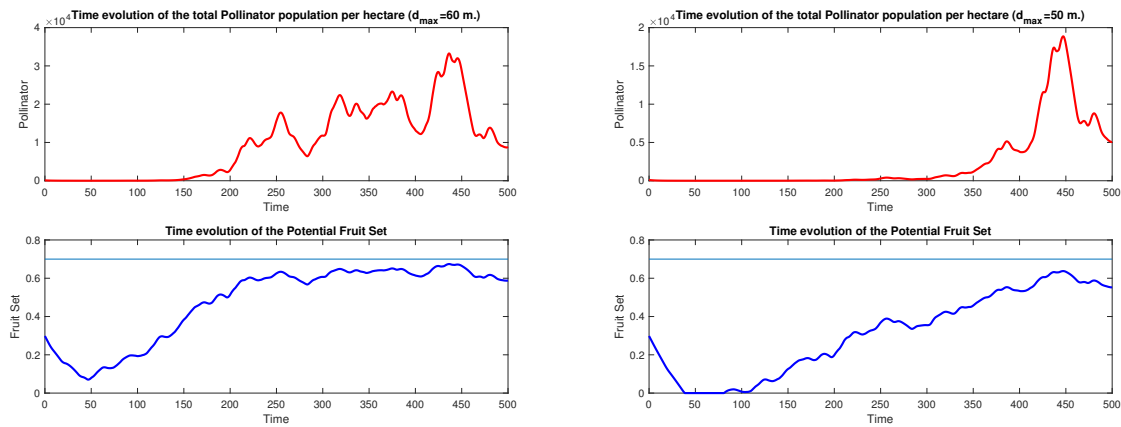 ×10⁴ Time evolution of the total Pollinator population per hectare (d_max=60 m.)
4
3
2
1
0
Pollinator
0 50 100 150 200 250 300 350 400 450 500
Time
Time evolution of the Potential Fruit Set
0.8
0.6
0.4
0.2
0
Fruit Set
0 50 100 150 200 250 300 350 400 450 500
Time
×10⁴ Time evolution of the total Pollinator population per hectare (d_max=50 m.)
2
1.5
1
0.5
0
Pollinator
0 50 100 150 200 250 300 350 400 450 500
Time
Time evolution of the Potential Fruit Set
0.8
0.6
0.4
0.2
0
Fruit Set
0 50 100 150 200 250 300 350 400 450 500
Time